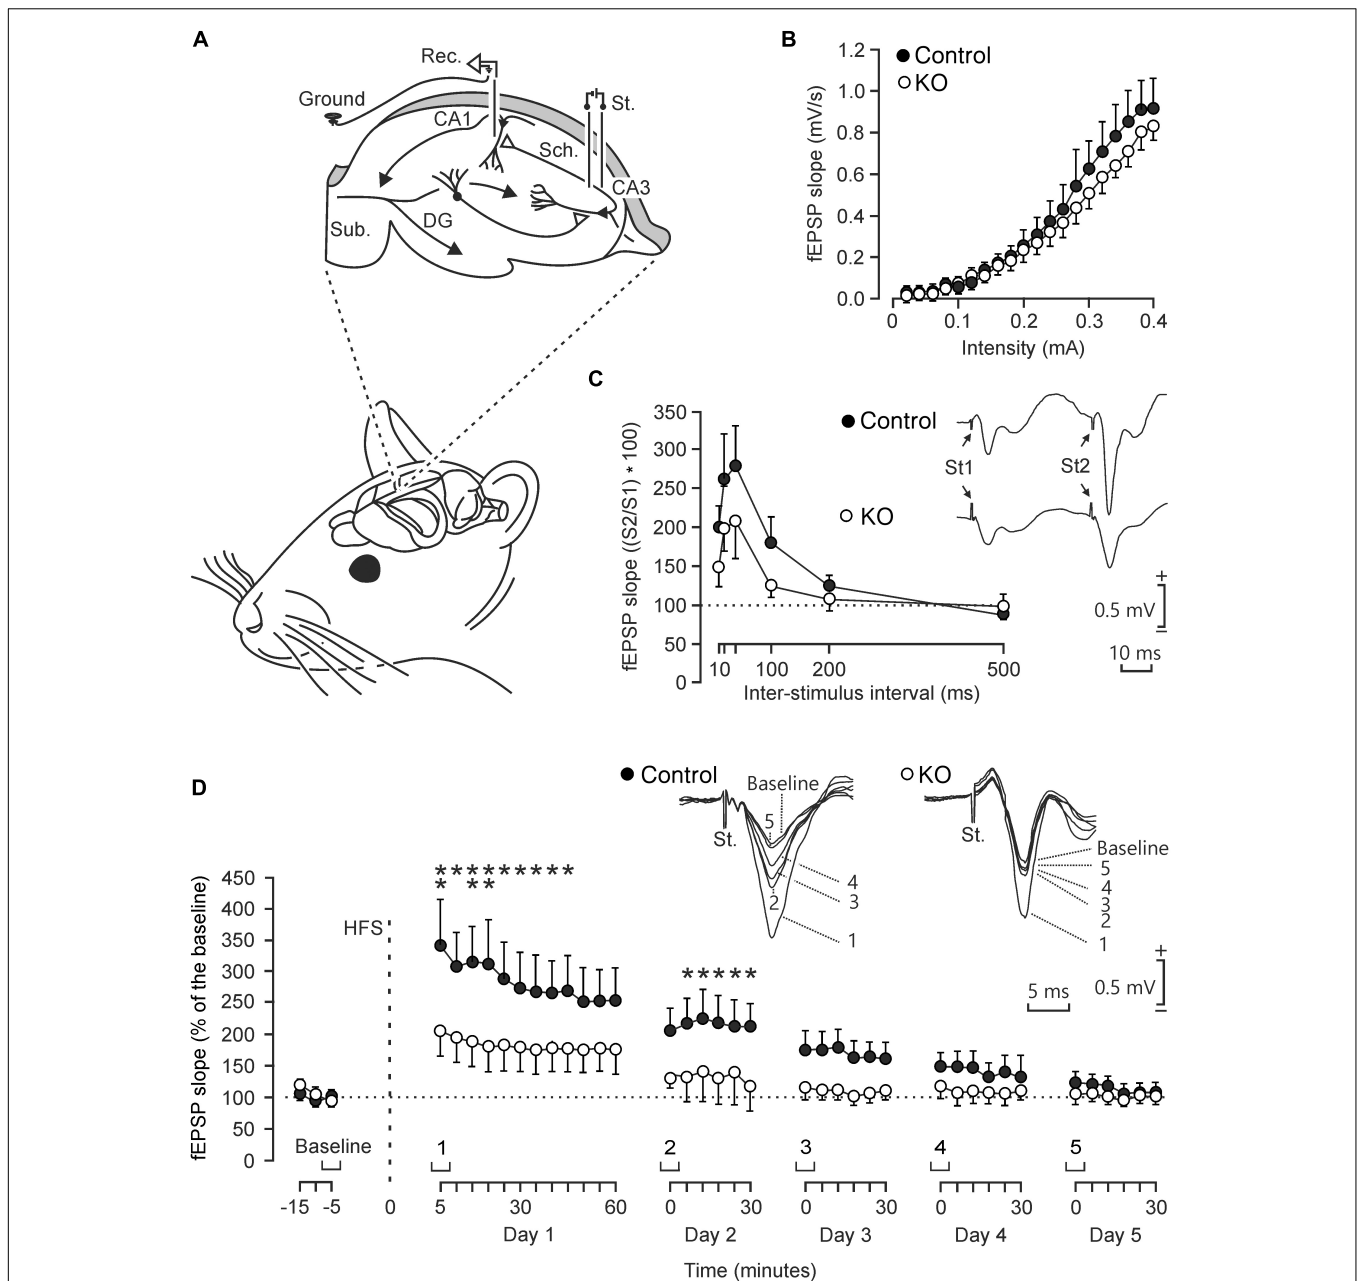 A
Rec.
Ground
St.
CA1
Sch.
CA3
DG
Sub.
B
1.2
1.0
0.8
0.6
0.4
0.2
0.0
fEPSP slope (mV/s)
Control
KO
0 0.1 0.2 0.3 0.4
Intensity (mA)
C
350
300
250
200
150
100
50
0
fEPSP slope ((S2/S1) * 100)
Control
KO
St1 St2
0.5 mV
+
–
10 ms
10 100 200 500
Inter-stimulus interval (ms)
D
Control
Baseline
5
St.
4
3
2
1
KO
St.
Baseline
5
4
3
2
1
+
0.5 mV
–
5 ms
450
400
350
300
250
200
150
100
50
0
fEPSP slope (% of the baseline)
HFS
* * * * * * * * *
* * *
* * * * *
Baseline 1 2 3 4 5
-15 -5 0 5 30 60 0 30 0 30 0 30 0 30
Day 1 Day 2 Day 3 Day 4 Day 5
Time (minutes)